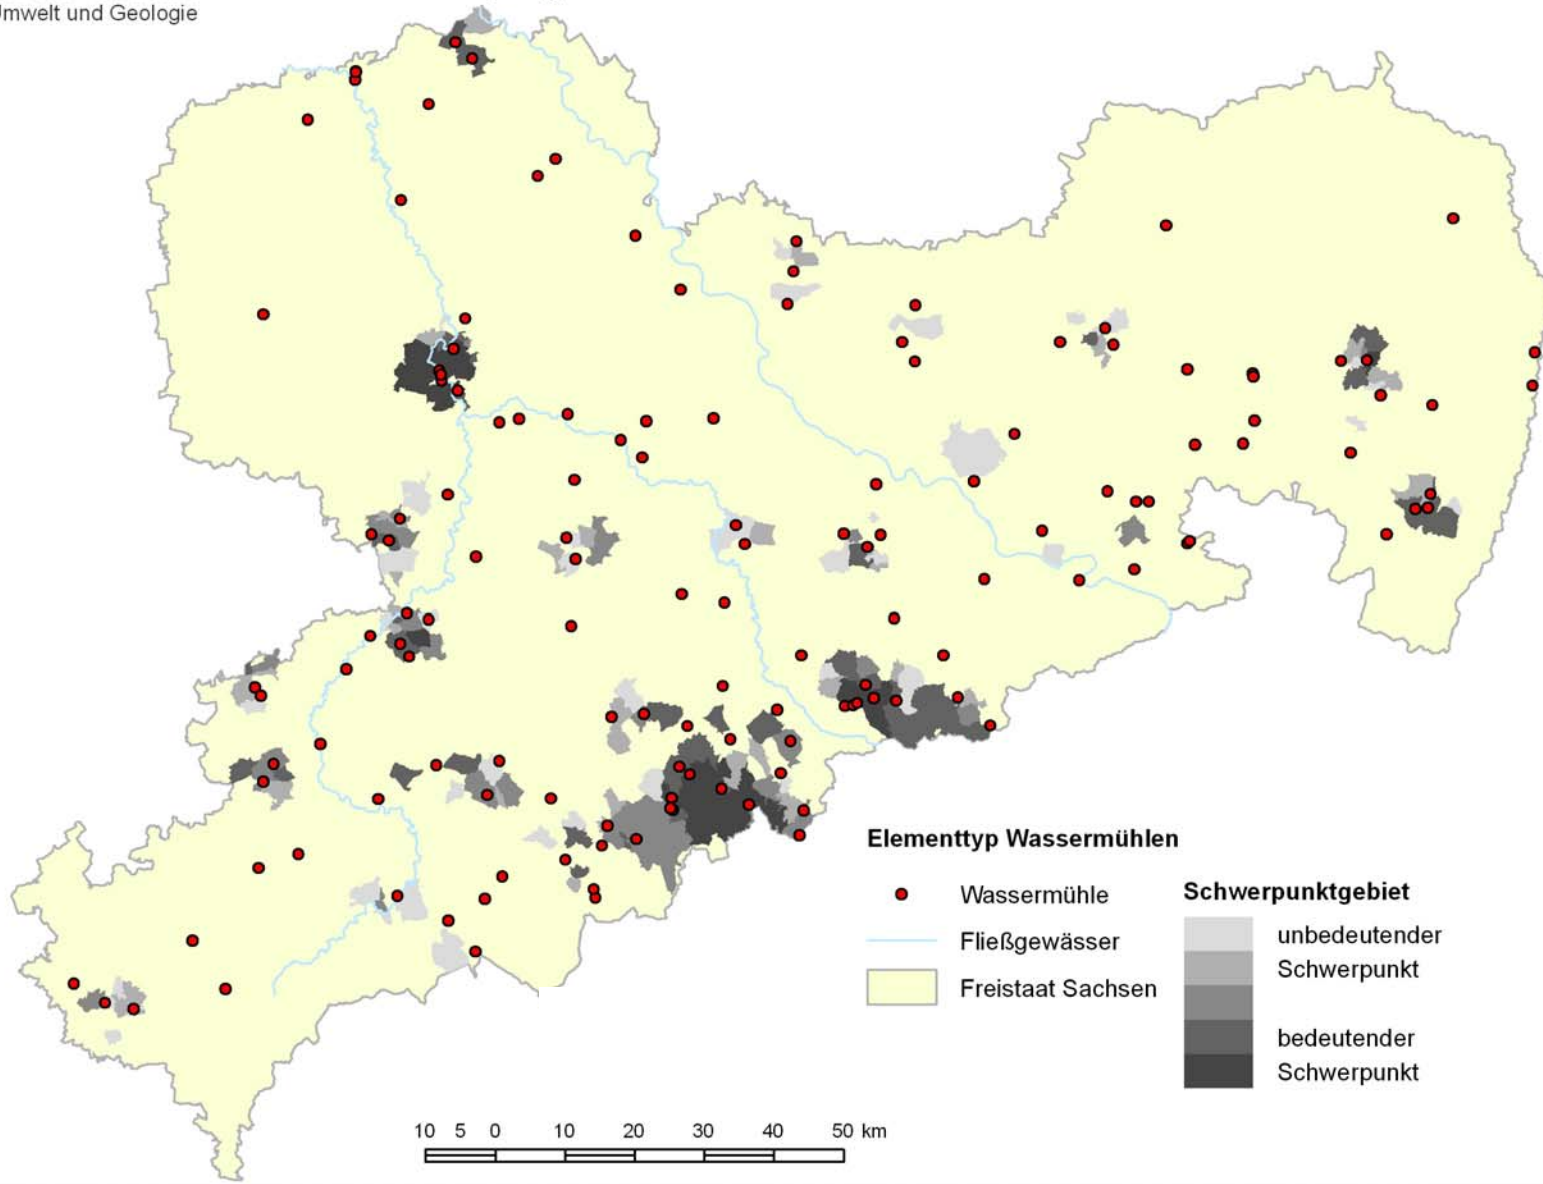 Umwelt und Geologie
Elementtyp Wassermühlen
Wassermühle
Fließgewässer
Freistaat Sachsen
Schwerpunktgebiet
unbedeutender
Schwerpunkt
bedeutender
Schwerpunkt
10 5 0 10 20 30 40 50 km